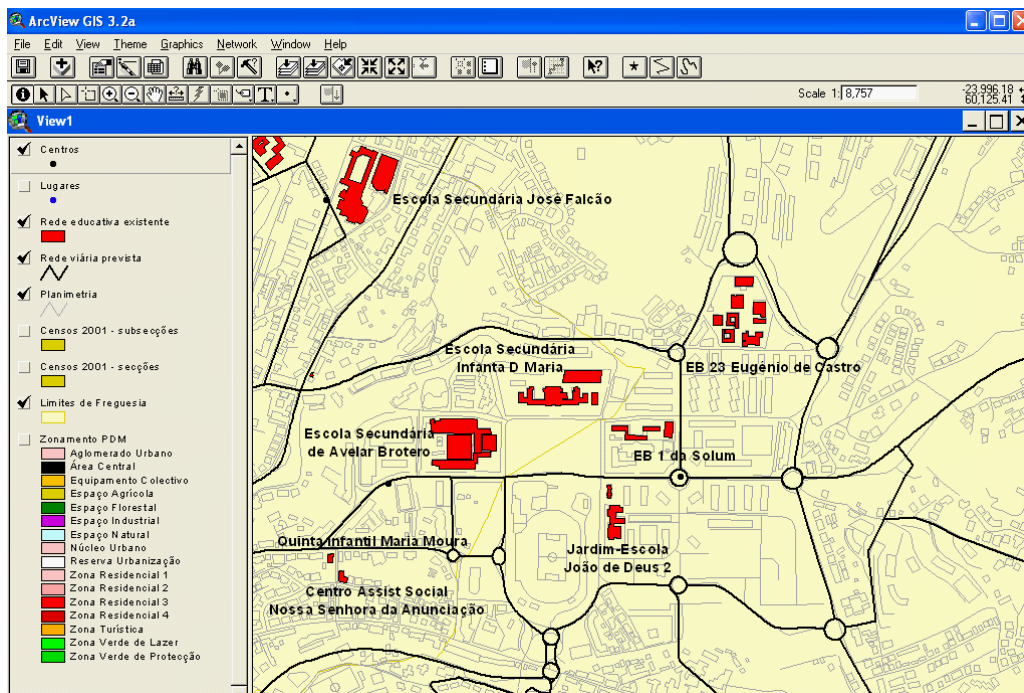 ArcView GIS 3.2a
File Edit View Theme Graphics Network Window Help
Scale 1: 8,757
-23,996.18
60,125.41
View1
Centros
Lugares
Rede educativa existente
Rede viária prevista
Planimetria
Censos 2001 - subsecções
Censos 2001 - secções
Limites de Freguesia
Zonamento PDM
Aglomerado Urbano
Área Central
Equipamento Colectivo
Espaço Agrícola
Espaço Florestal
Espaço Industrial
Espaço Natural
Núcleo Urbano
Reserva Urbanização
Zona Residencial 1
Zona Residencial 2
Zona Residencial 3
Zona Residencial 4
Zona Turística
Zona Verde de Lazer
Zona Verde de Protecção
Escola Secundária José Falcão
Escola Secundária
Infanta D Maria
EB 23 Eugénio de Castro
Escola Secundária
de Avelar Brotero
EB 1 da Solum
Quinta Infantil Maria Moura
Jardim-Escola
João de Deus 2
Centro Assist Social
Nossa Senhora da Anunciação